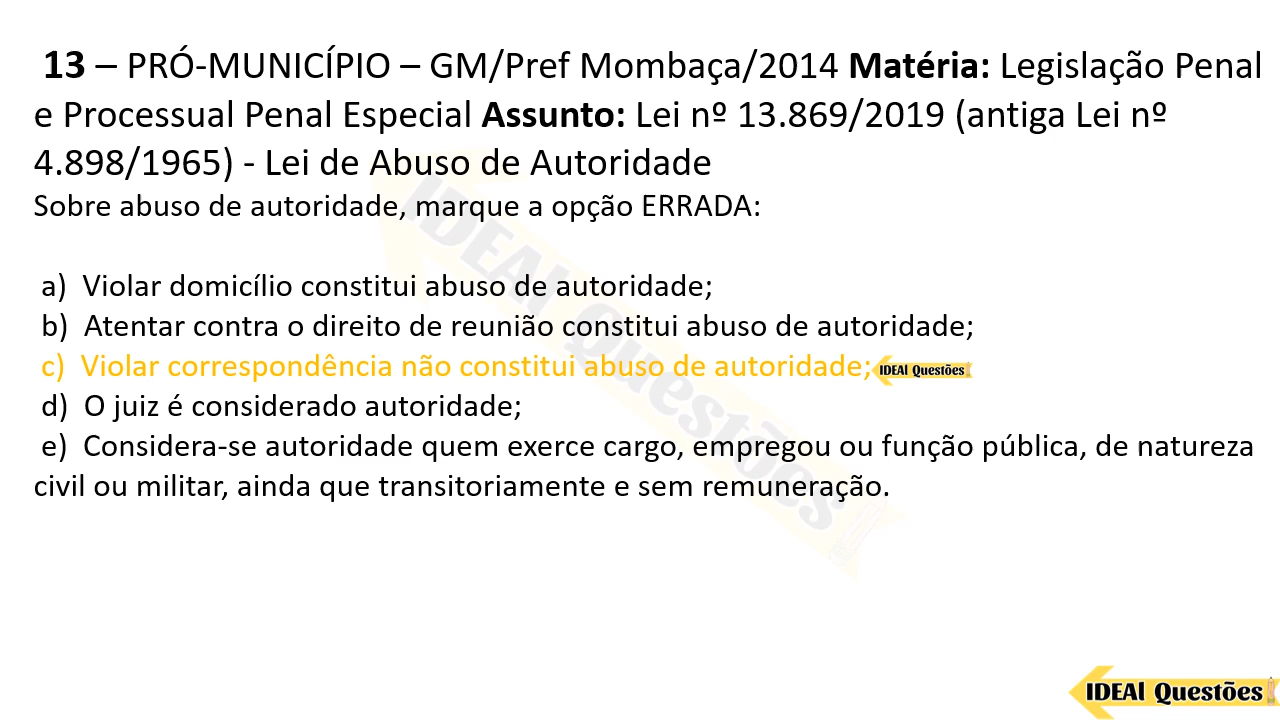 13 – PRÓ-MUNICÍPIO – GM/Pref Mombaça/2014 Matéria: Legislação Penal
e Processual Penal Especial Assunto: Lei nº 13.869/2019 (antiga Lei nº
4.898/1965) - Lei de Abuso de Autoridade
Sobre abuso de autoridade, marque a opção ERRADA:
a) Violar domicílio constitui abuso de autoridade;
b) Atentar contra o direito de reunião constitui abuso de autoridade;
c) Violar correspondência não constitui abuso de autoridade; IDEAl Questões
d) O juiz é considerado autoridade;
e) Considera-se autoridade quem exerce cargo, empregou ou função pública, de natureza
civil ou militar, ainda que transitoriamente e sem remuneração.
IDEAl Questões
IDEAl Questões